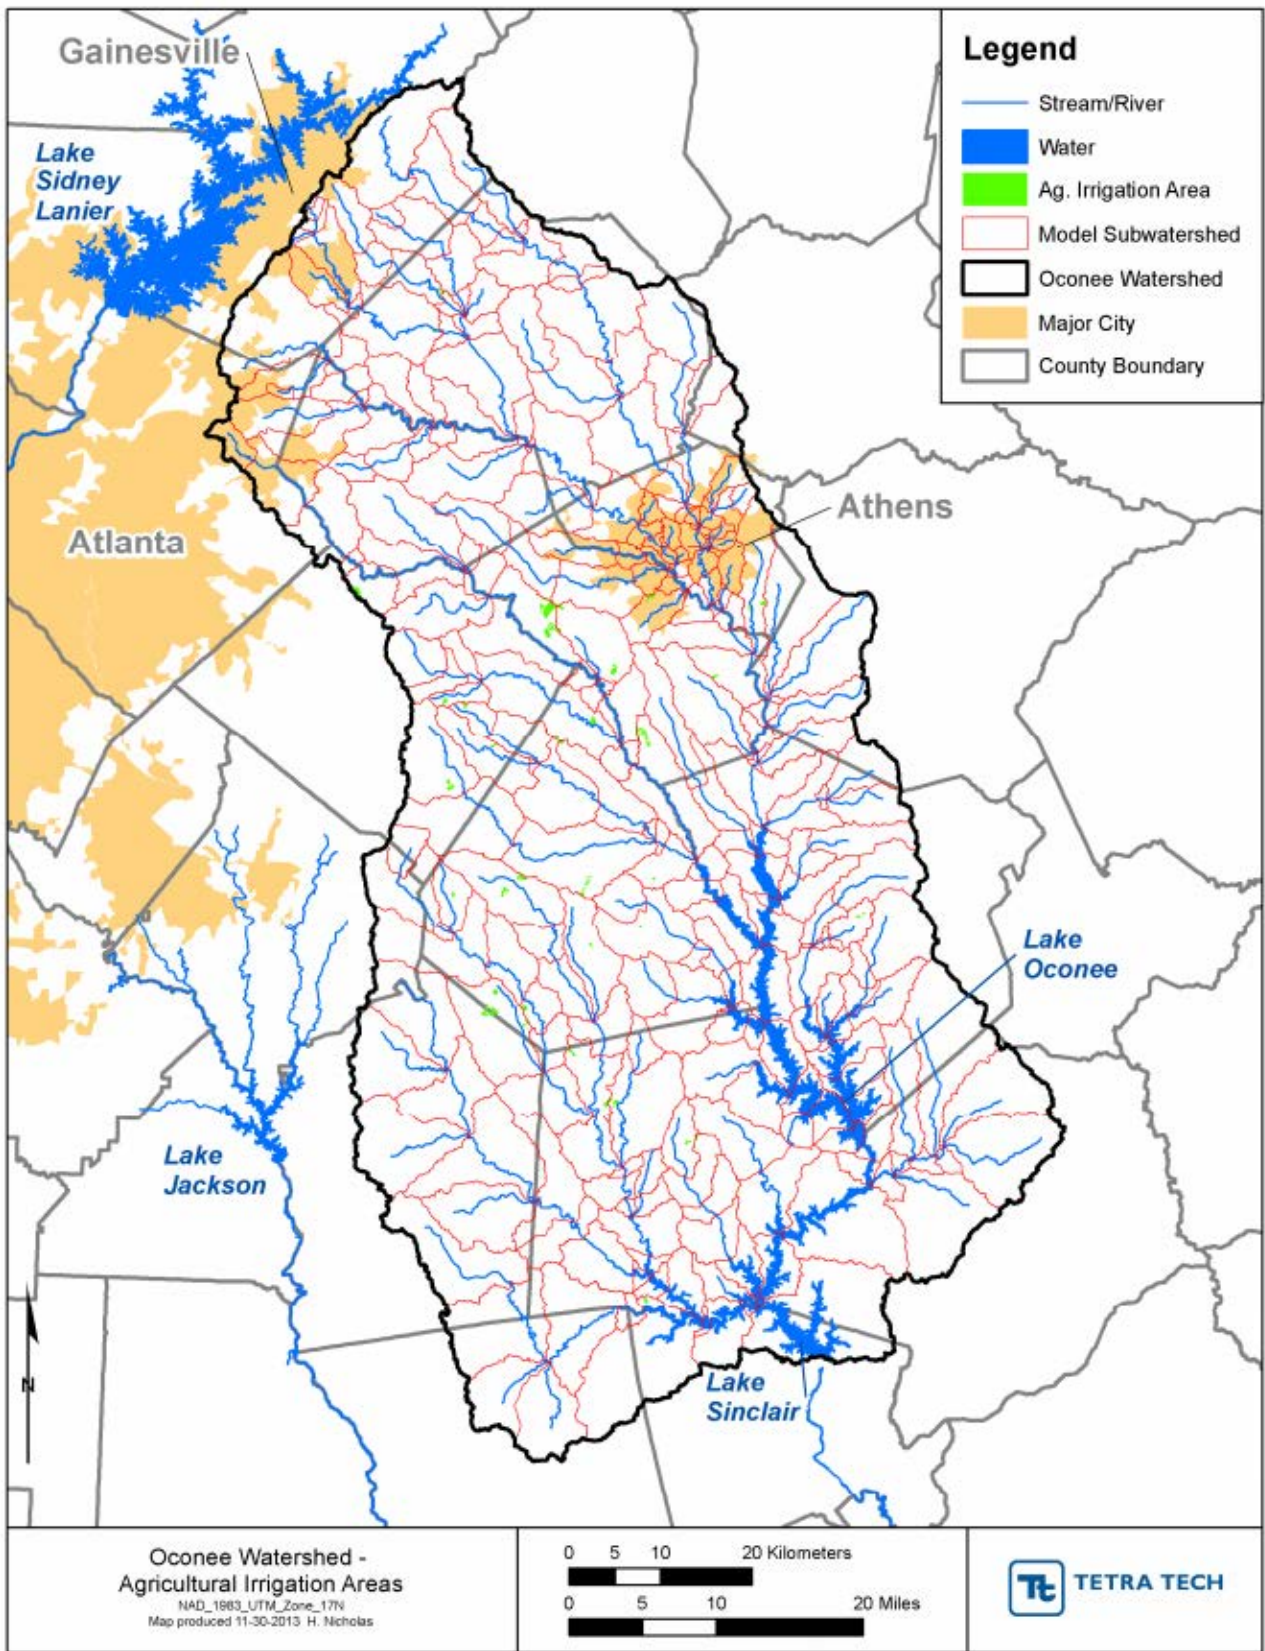 Gainesville
Lake
Sidney
Lanier
Atlanta
Athens
Lake
Oconee
Lake
Jackson
Lake
Sinclair
N
Legend
Stream/River
Water
Ag. Irrigation Area
Model Subwatershed
Oconee Watershed
Major City
County Boundary
Oconee Watershed -
Agricultural Irrigation Areas
NAD_1983_UTM_Zone_17N
Map produced 11-30-2013 H. Nicholas
0 5 10 20 Kilometers
0 5 10 20 Miles
Tt TETRA TECH